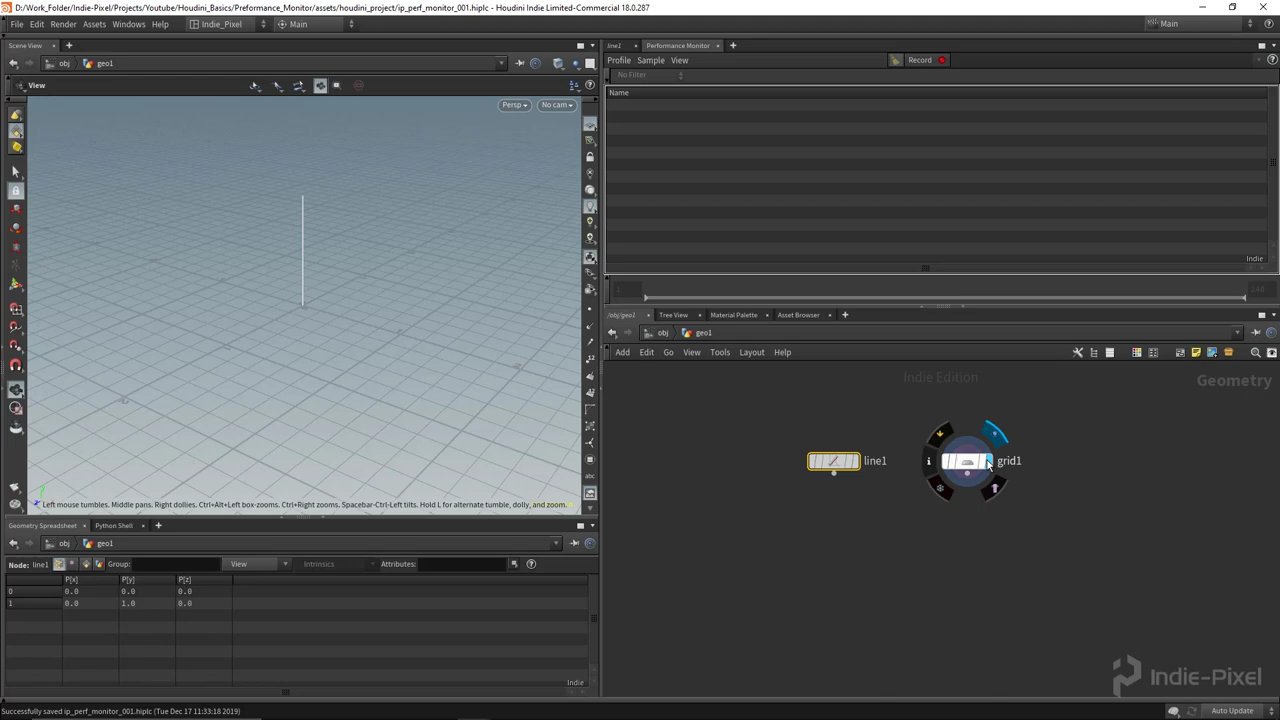 D:/Work_Folder/Indie-Pixel/Projects/Youtube/Houdini_Basics/Preformance_Monitor/assets/houdini_project/ip_perf_monitor_001.hiplc - Houdini Indie Limited-Commercial 18.0.287
File Edit Render Assets Windows Help Indie_Pixel Main Main
Scene View
line1 Performance Monitor
obj geo1
Profile Sample View Record
View
No Filter
Name
Persp No cam
Indie
1 240
/obj/geo1 Tree View Material Palette Asset Browser
obj geo1
Add Edit Go View Tools Layout Help
Indie Edition
Geometry
line1
grid1
Left mouse tumbles. Middle pans. Right dollies. Ctrl+Alt+Left box-zooms. Ctrl+Right zooms. Spacebar-Ctrl-Left tilts. Hold L for alternate tumble, dolly, and zoom.
Geometry Spreadsheet Python Shell
obj geo1
Node: line1 Group: View Intrinsics Attributes:
P[x] P[y] P[z]
0 0.0 0.0 0.0
1 0.0 1.0 0.0
Indie
Indie-Pixel
Successfully saved ip_perf_monitor_001.hiplc (Tue Dec 17 11:33:18 2019)
Auto Update